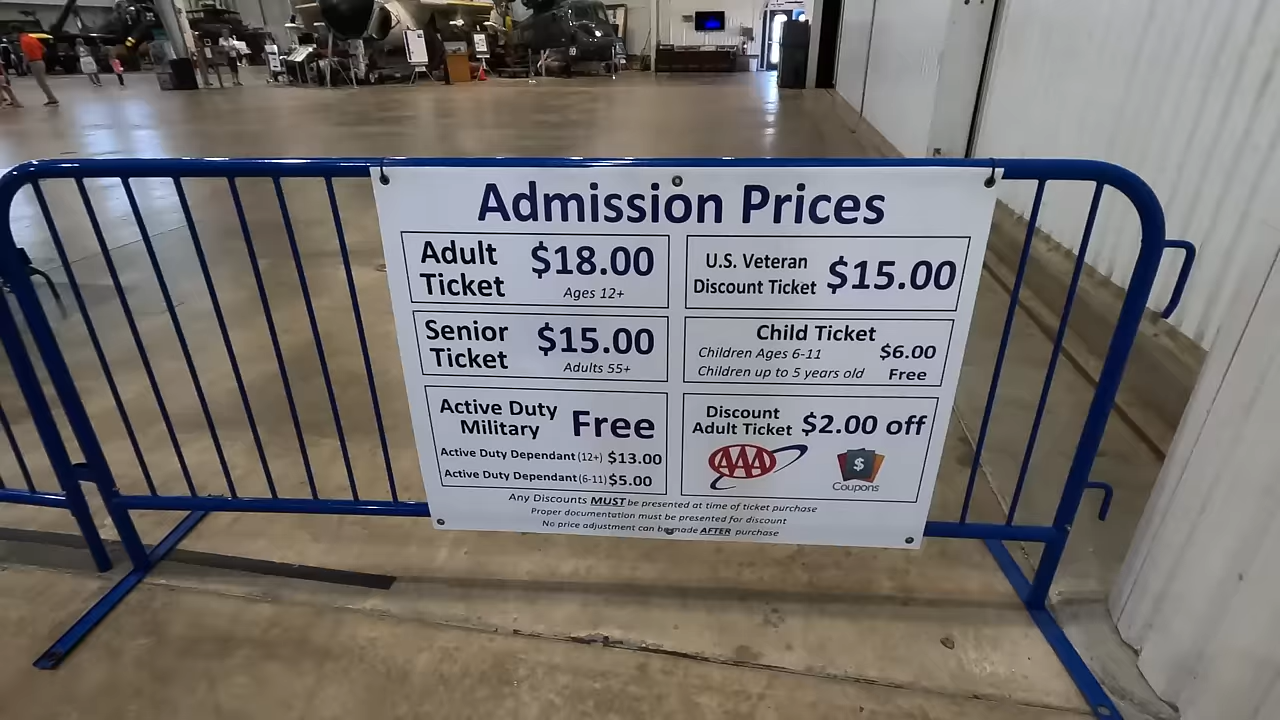 Admission Prices
Adult
Ticket
$18.00
Ages 12+
U.S. Veteran
Discount Ticket
$15.00
Senior
Ticket
$15.00
Adults 55+
Child Ticket
Children Ages 6-11 $6.00
Children up to 5 years old Free
Active Duty
Military
Free
Active Duty Dependant (12+) $13.00
Active Duty Dependant (6-11) $5.00
Discount
Adult Ticket
$2.00 off
AAA
$
Coupons
Any Discounts MUST be presented at time of ticket purchase
Proper documentation must be presented for discount
No price adjustment can be made AFTER purchase